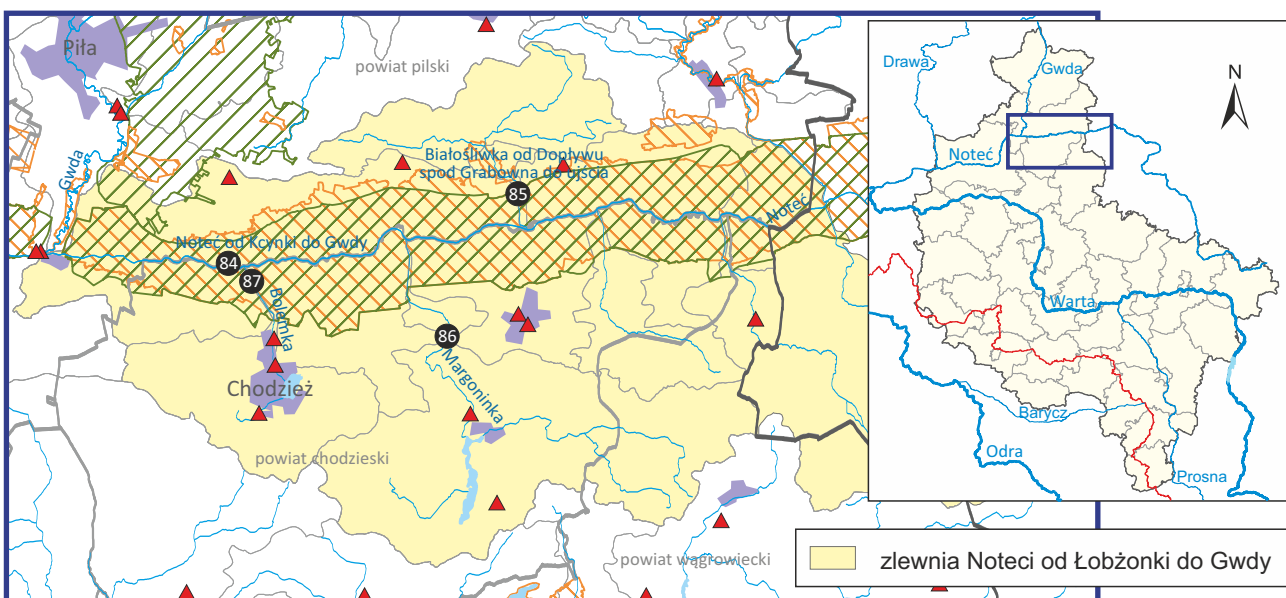 Piła
powiat pilski
Gwda
Białośliwka od Dopływu
spod Grabowna do ujścia
85
Noteć
Noteć od Kcynki do Gwdy
84
87
Bolemka
86
Margoninka
Chodzież
powiat chodzieski
powiat wągrowiecki
Drawa
Gwda
N
Noteć
Warta
Barycz
Odra
Prosna
zlewnia Noteci od Łobżonki do Gwdy